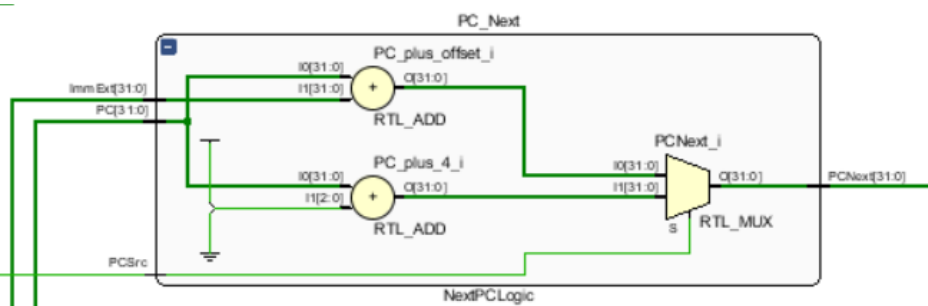 PC_Next
PC_plus_offset_i
I0[31:0]
O[31:0]
ImmExt[31:0]
I1[31:0]
PC[31:0]
RTL_ADD
PCNext_i
PC_plus_4_i
I0[31:0]
I0[31:0]
O[31:0]
O[31:0]
PCNext[31:0]
I1[31:0]
I1[2:0]
S
RTL_MUX
RTL_ADD
PCSrc
NextPCLogic